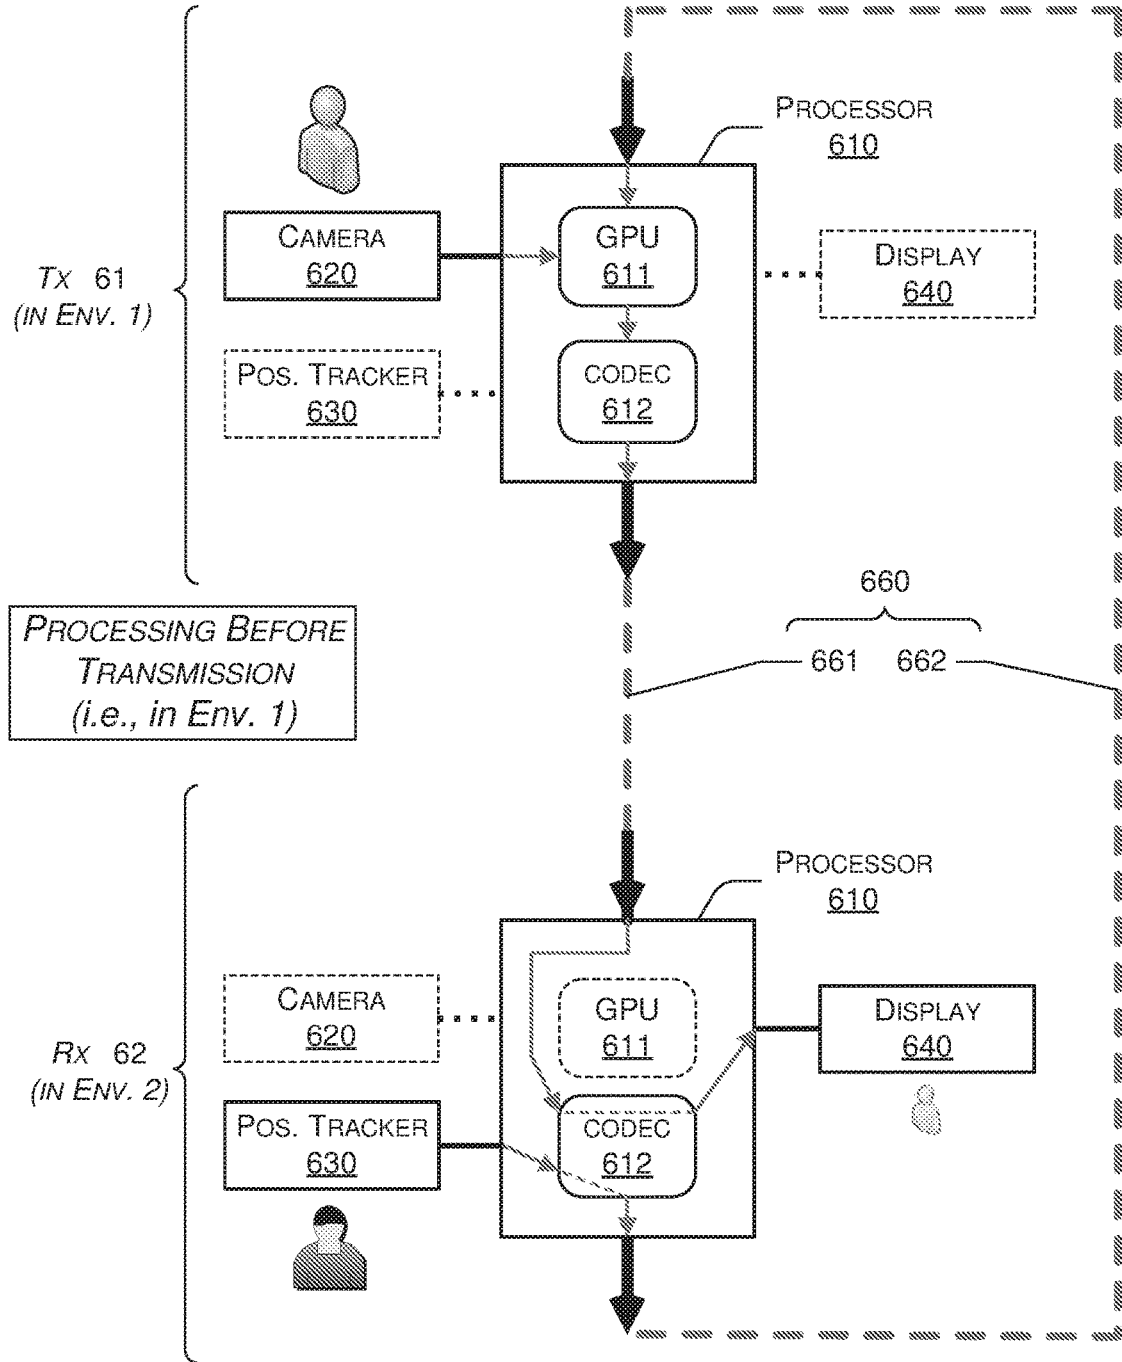 PROCESSOR
610
CAMERA
620
GPU
611
DISPLAY
640
TX 61
(IN ENV. 1)
POS. TRACKER
630
CODEC
612
660
661 662
PROCESSING BEFORE
TRANSMISSION
(i.e., in Env. 1)
PROCESSOR
610
CAMERA
620
GPU
611
DISPLAY
640
RX 62
(IN ENV. 2)
POS. TRACKER
630
CODEC
612